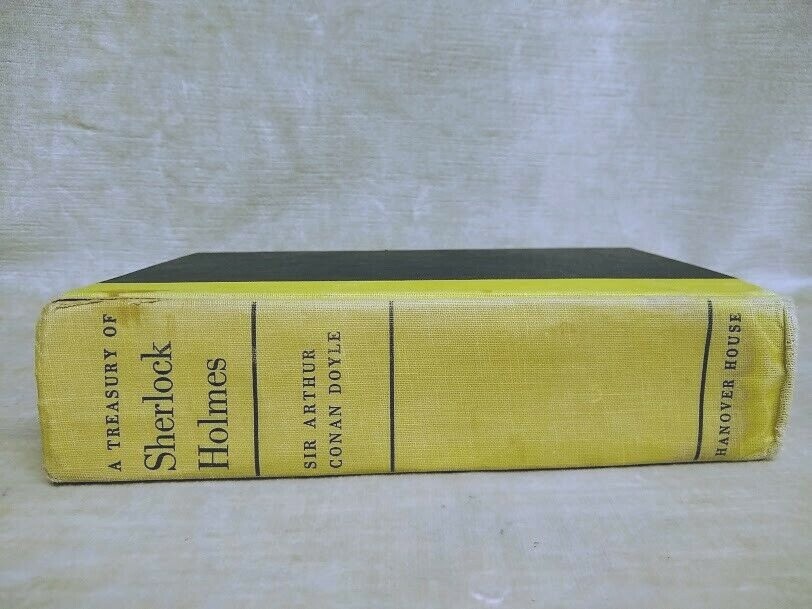 A TREASURY OF
Sherlock
Holmes
SIR ARTHUR
CONAN DOYLE
HANOVER HOUSE